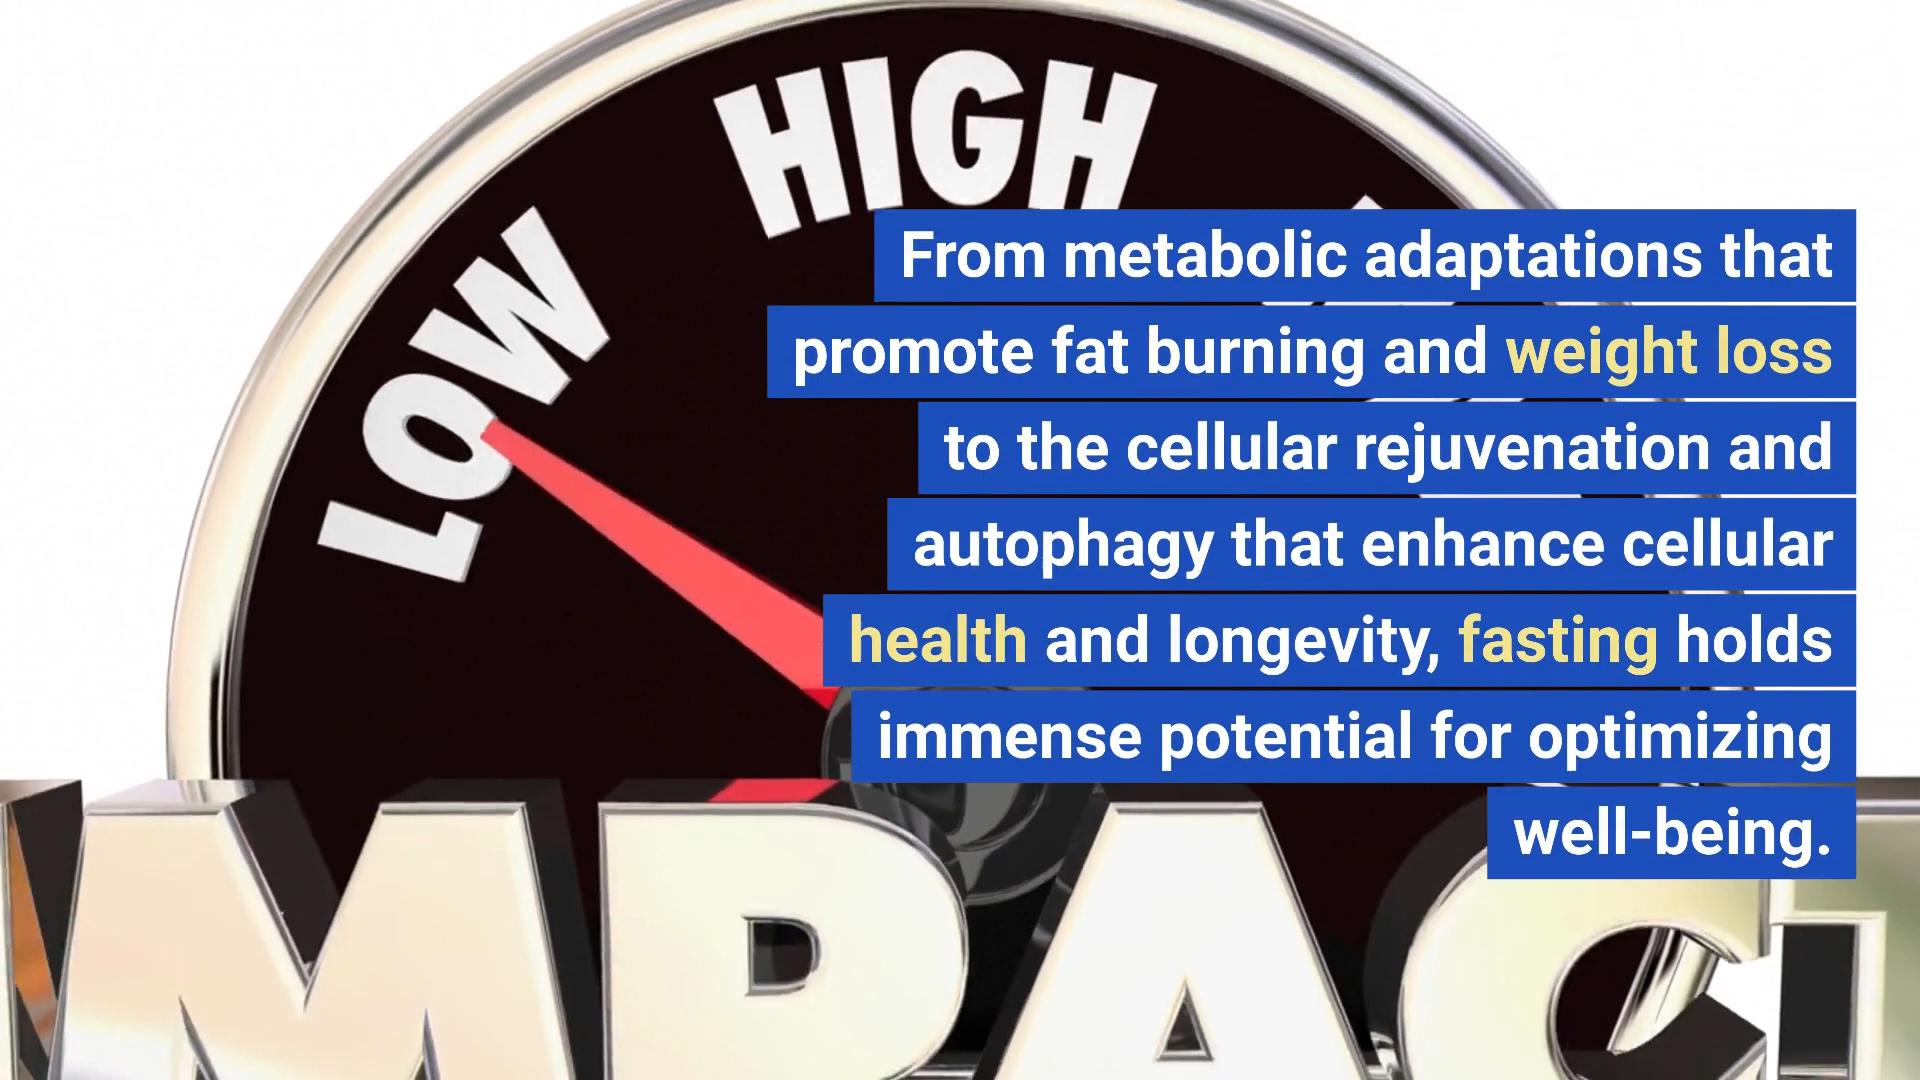 HIGH
LOW
From metabolic adaptations that
promote fat burning and weight loss
to the cellular rejuvenation and
autophagy that enhance cellular
health and longevity, fasting holds
immense potential for optimizing
well-being.
MPACT